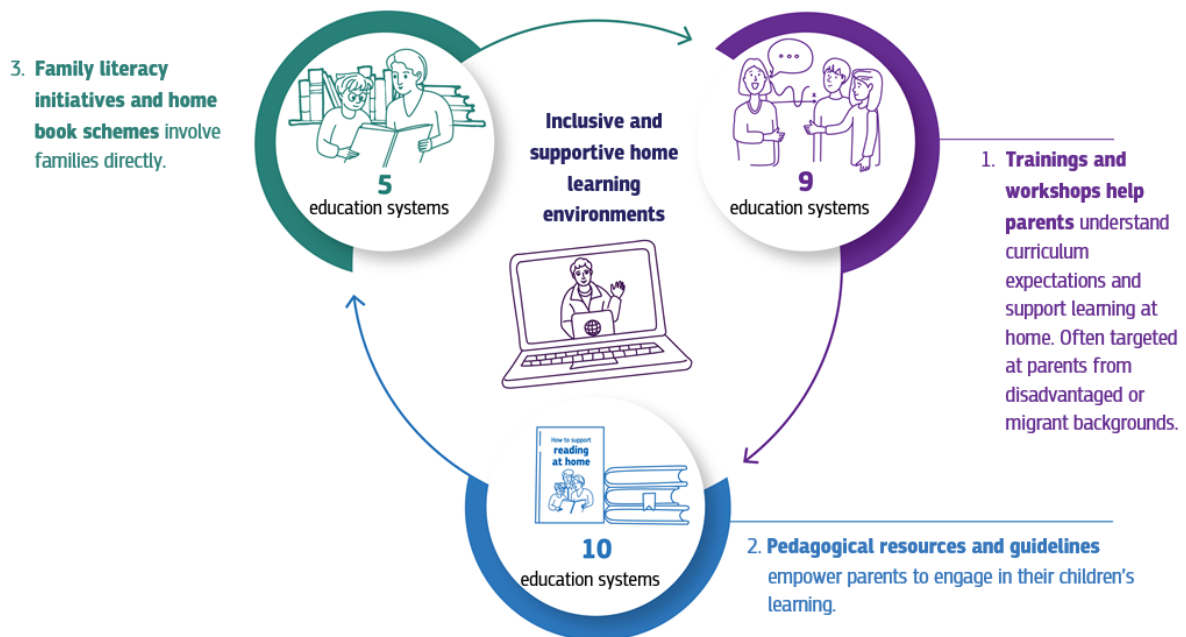 3. Family literacy
initiatives and home
book schemes involve
families directly.
5
education systems
Inclusive and
supportive home
learning
environments
9
education systems
1. Trainings and
workshops help
parents understand
curriculum
expectations and
support learning at
home. Often targeted
at parents from
disadvantaged or
migrant backgrounds.
How to support
reading
at home
10
education systems
2. Pedagogical resources and guidelines
empower parents to engage in their children's
learning.